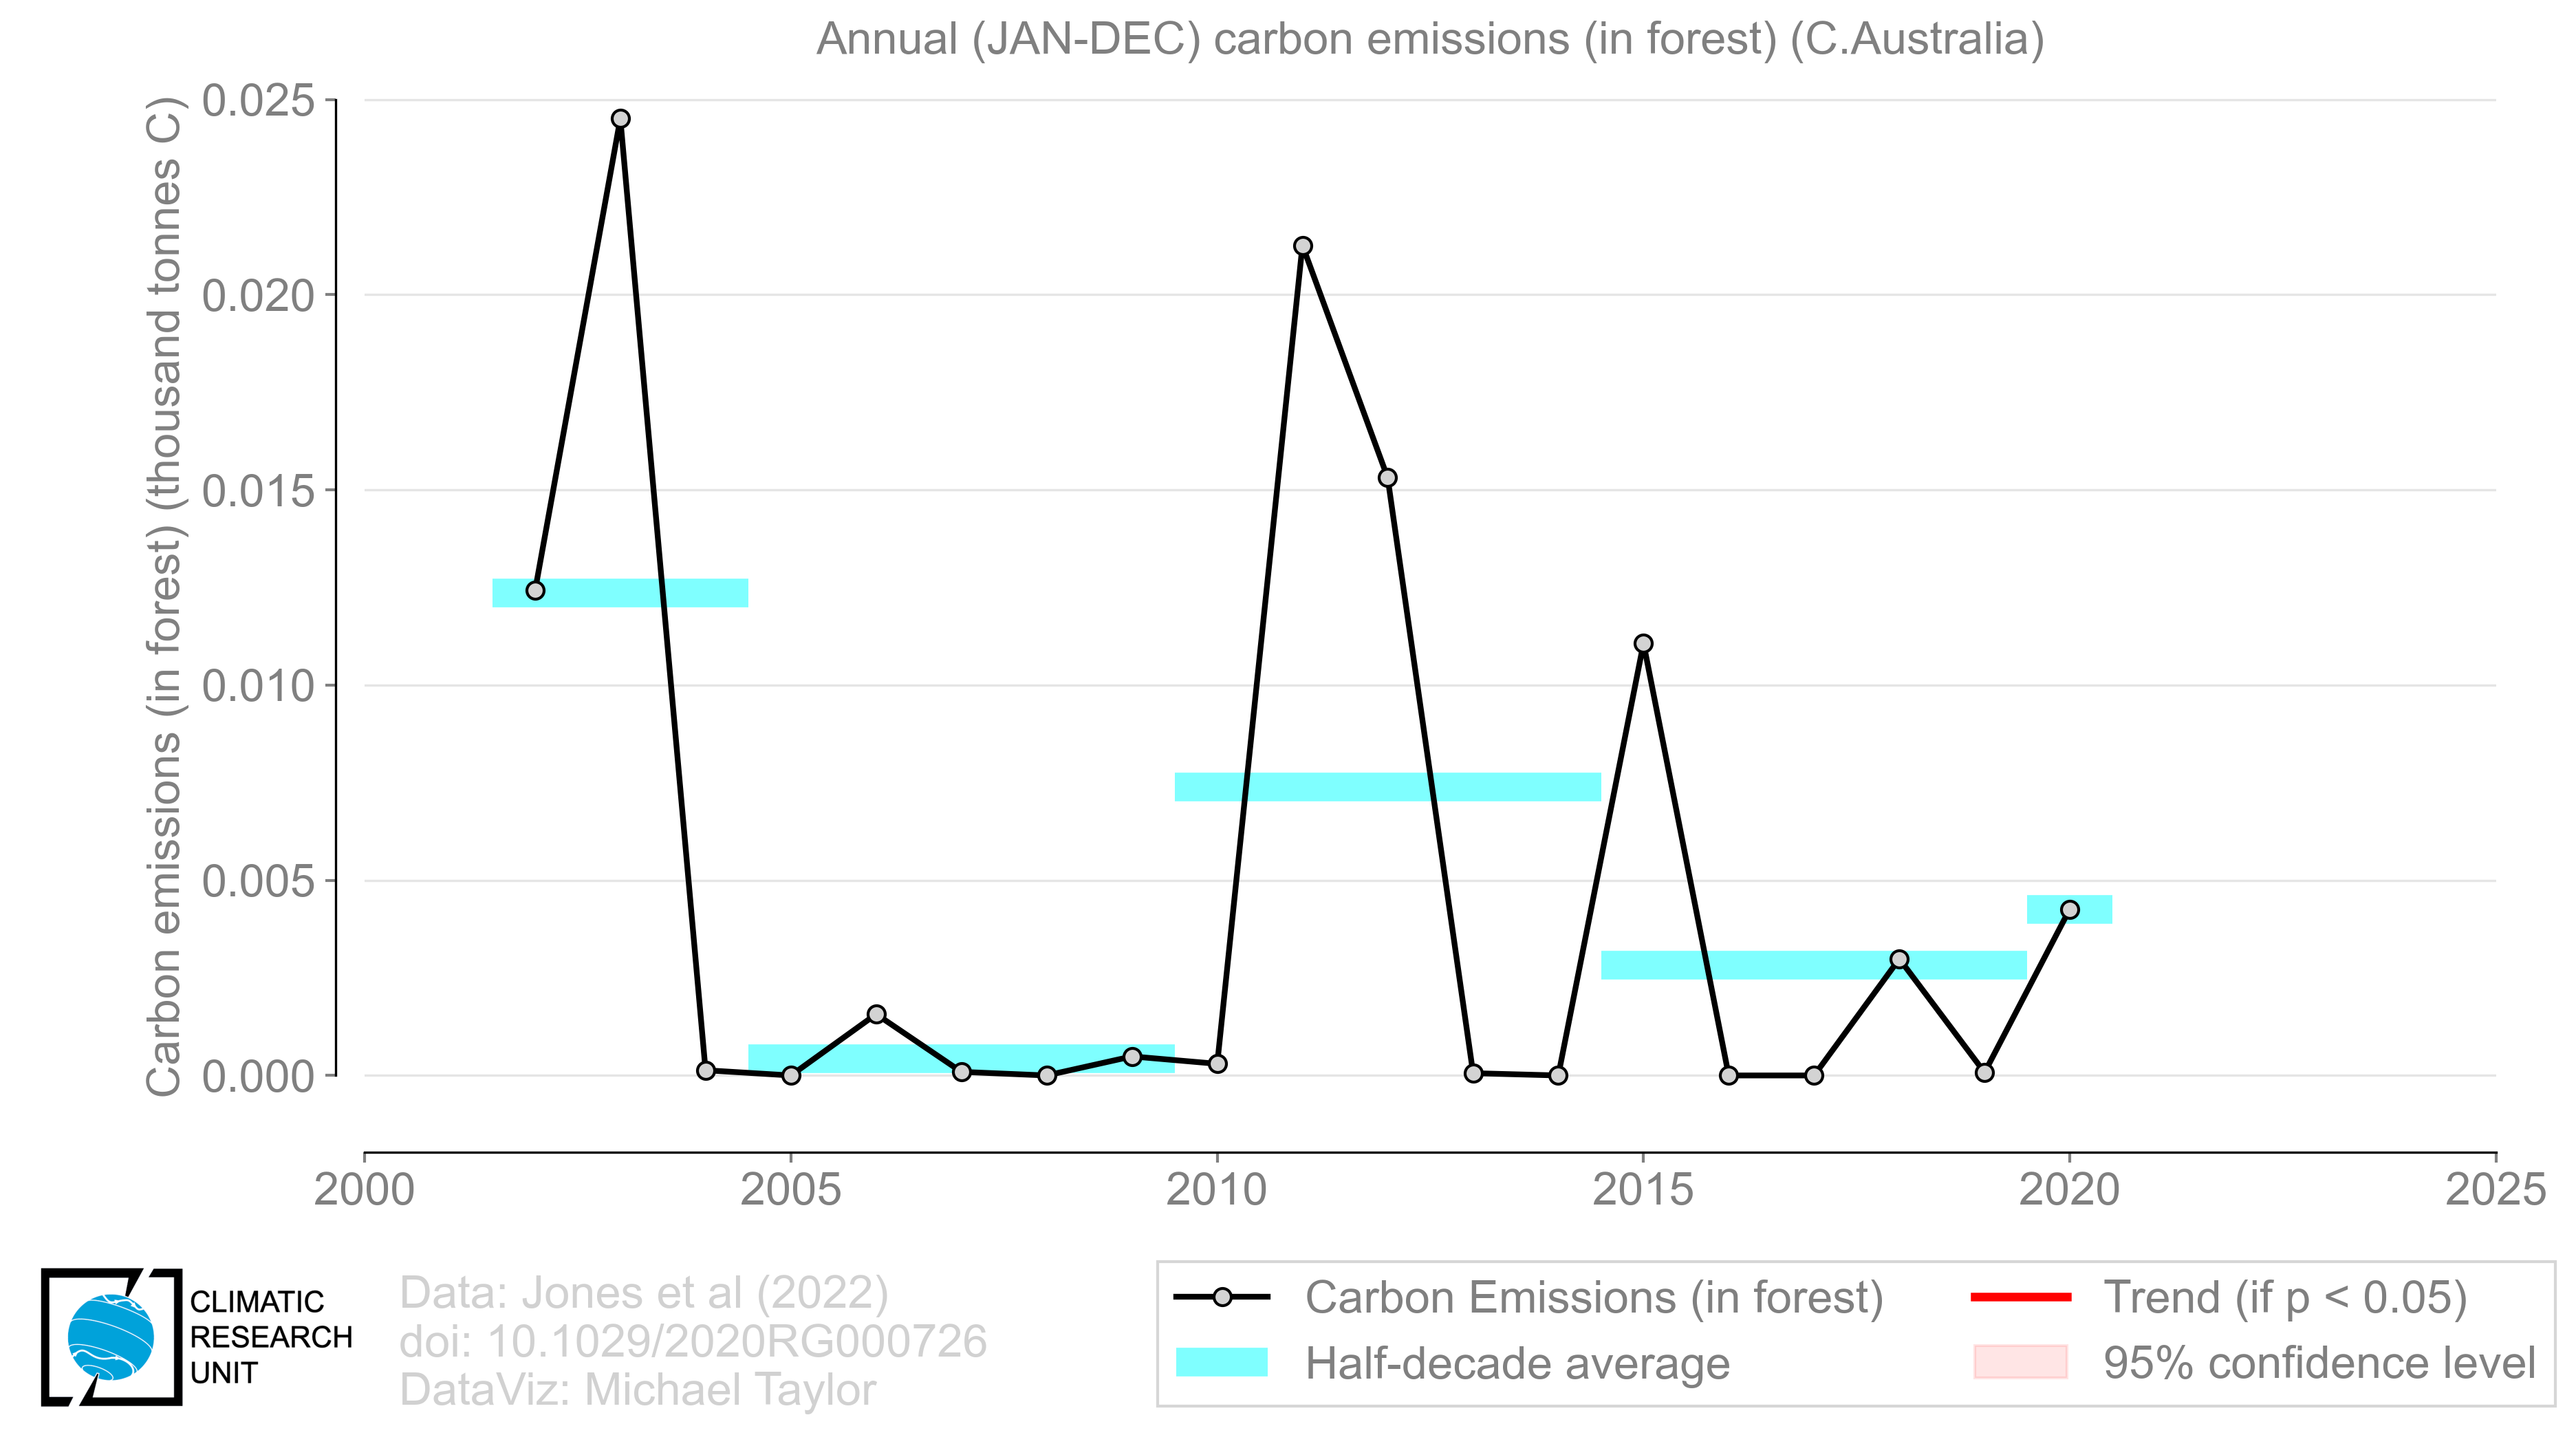 Annual (JAN-DEC) carbon emissions (in forest) (C.Australia)
Carbon emissions (in forest) (thousand tonnes C)
0.025
0.020
0.015
0.010
0.005
0.000
2000
2005
2010
2015
2020
2025
CLIMATIC
RESEARCH
UNIT
Data: Jones et al (2022)
doi: 10.1029/2020RG000726
DataViz: Michael Taylor
Carbon Emissions (in forest)
Half-decade average
Trend (if p < 0.05)
95% confidence level